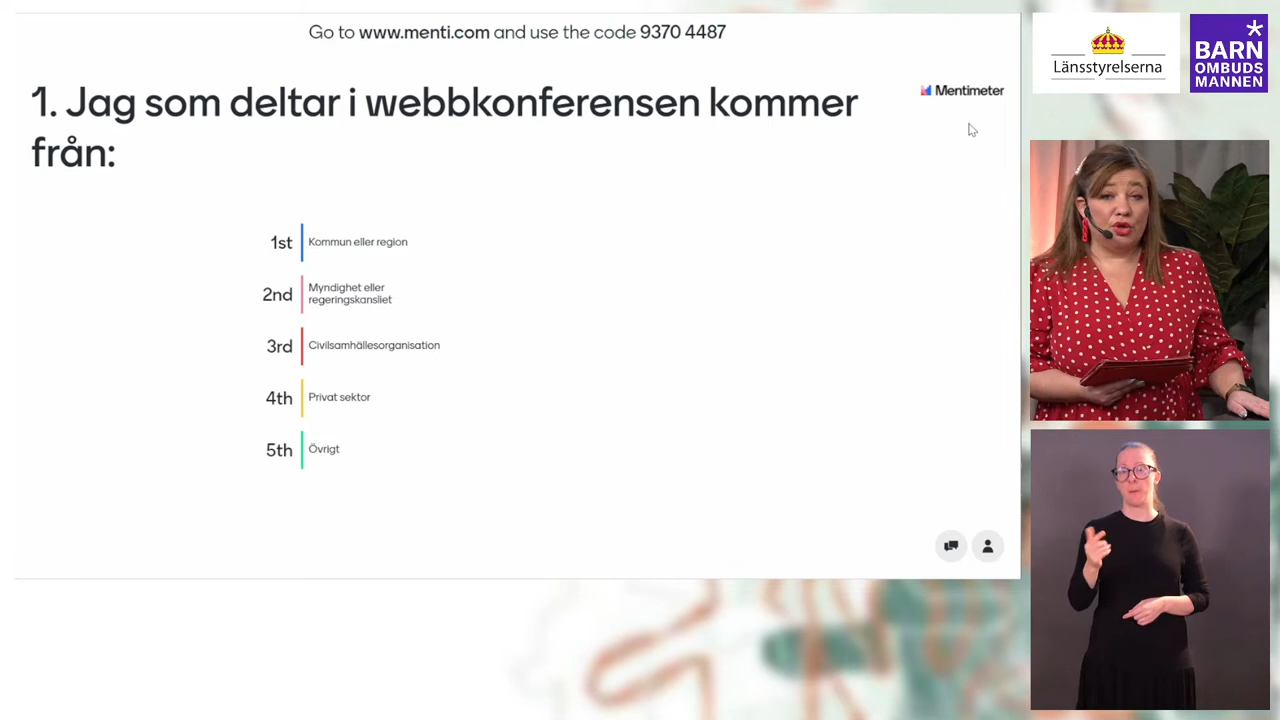 Go to www.menti.com and use the code 9370 4487
1. Jag som deltar i webbkonferensen kommer
från:
Mentimeter
1st Kommun eller region
2nd Myndighet eller
regeringskansliet
3rd Civilsamhällesorganisation
4th Privat sektor
5th Övrigt
Länsstyrelserna
BARN
OMBUDS
MANNEN